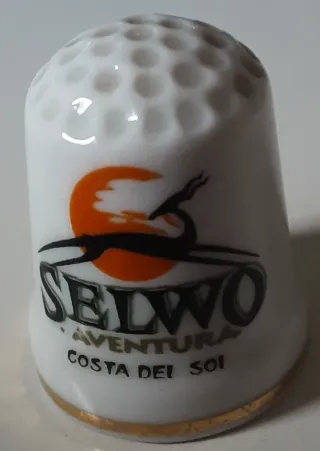 SELWO
· AVENTURA ·
COSTA DEL SOL